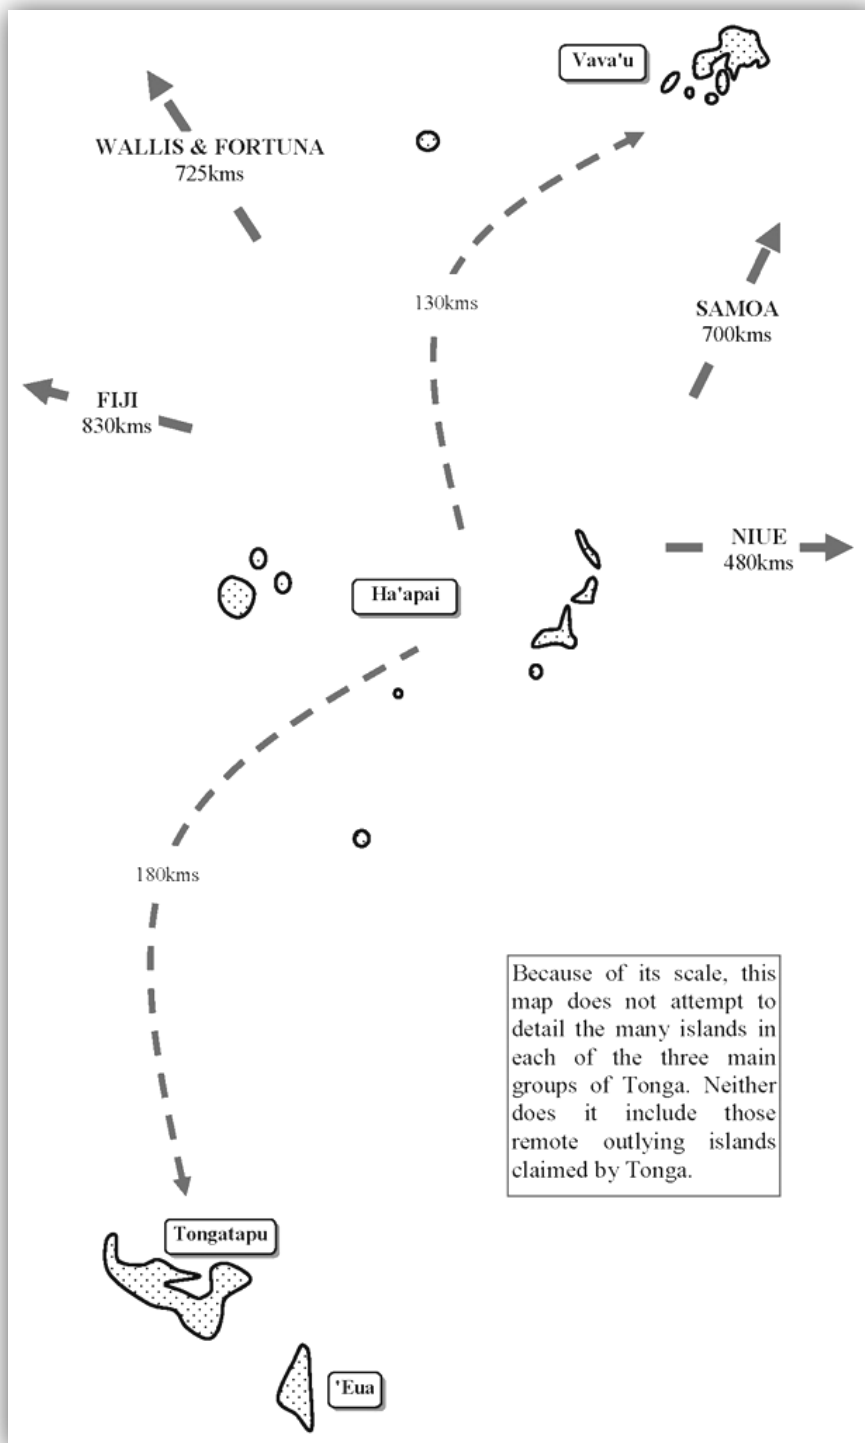 Vava'u
WALLIS & FORTUNA
725kms
130kms
SAMOA
700kms
FIJI
830kms
NIUE
480kms
Ha'apai
180kms
Because of its scale, this
map does not attempt to
detail the many islands in
each of the three main
groups of Tonga. Neither
does it include those
remote outlying islands
claimed by Tonga.
Tongatapu
'Eua